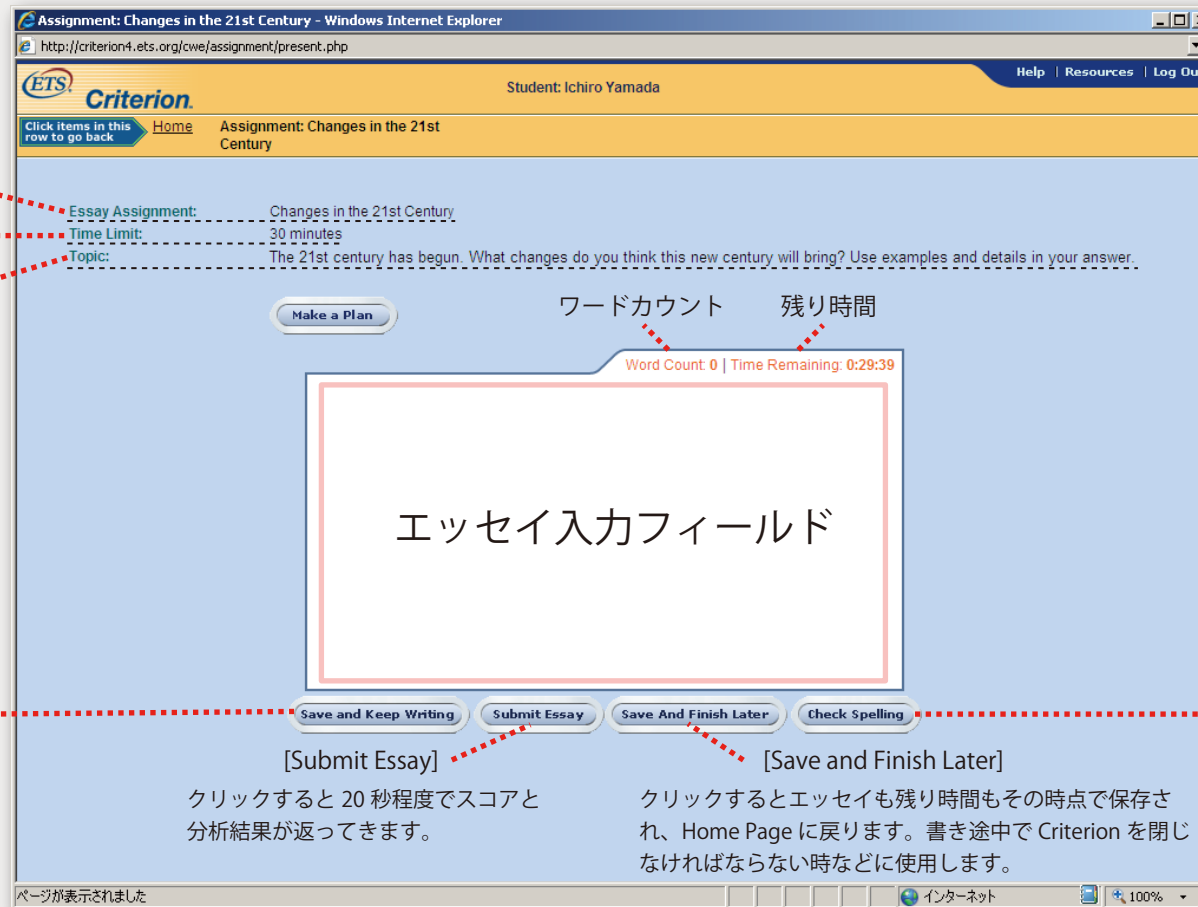 Assignment: Changes in the 21st Century - Windows Internet Explorer
http://criterion4.ets.org/cwe/assignment/present.php
Help | Resources | Log Ou
ETS® Criterion.
Student: Ichiro Yamada
Click items in this
row to go back
Home
Assignment: Changes in the 21st
Century
Essay Assignment: Changes in the 21st Century
Time Limit: 30 minutes
Topic: The 21st century has begun. What changes do you think this new century will bring? Use examples and details in your answer.
Make a Plan
ワードカウント 残り時間
Word Count: 0 | Time Remaining: 0:29:39
エッセイ入力フィールド
Save and Keep Writing Submit Essay Save And Finish Later Check Spelling
[Submit Essay]
クリックすると 20 秒程度でスコアと
分析結果が返ってきます。
[Save and Finish Later]
クリックするとエッセイも残り時間もその時点で保存さ
れ、Home Page に戻ります。書き途中で Criterion を閉じ
なければならない時などに使用します。
ページが表示されました
インターネット
100%